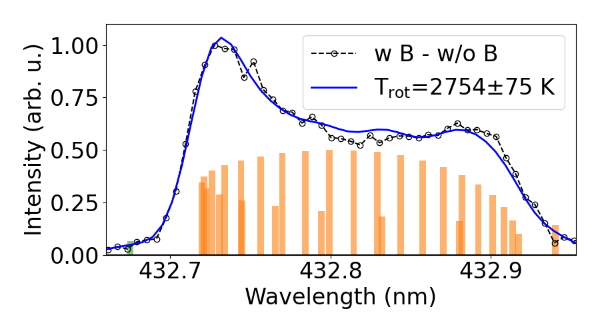 Intensity (arb. u.)
1.00
0.75
0.50
0.25
0.00
w B - w/o B
T_rot=2754±75 K
432.7 432.8 432.9
Wavelength (nm)